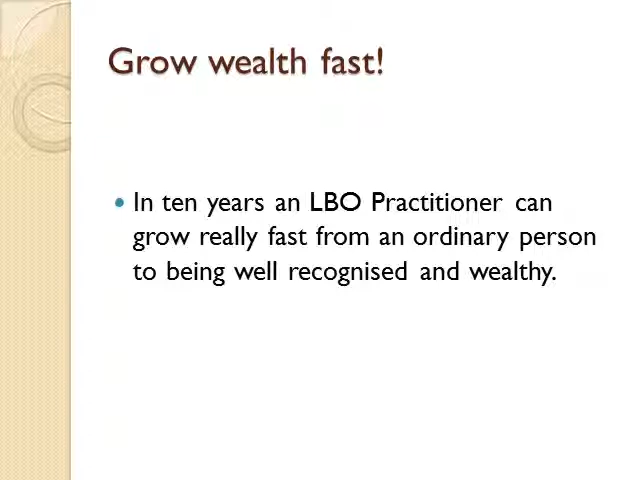 Grow wealth fast!
In ten years an LBO Practitioner can
grow really fast from an ordinary person
to being well recognised and wealthy.